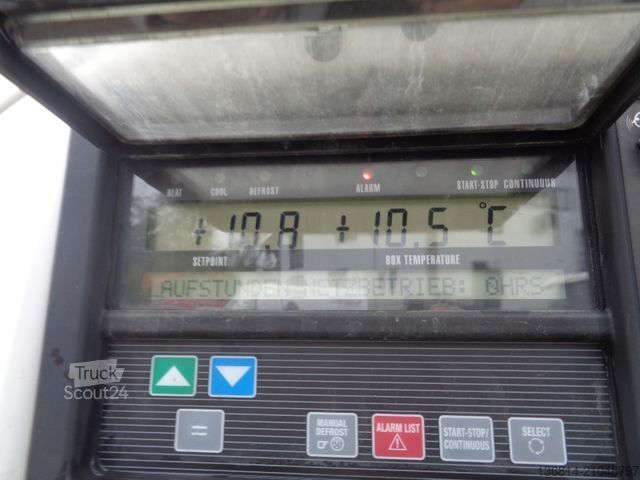 HEAT COOL DEFROST ALARM START-STOP CONTINUOUS
+10.8 +10.5 °C
SETPOINT BOX TEMPERATURE
LAUFSTUNDEN NETZBETRIEB: 0HRS
Truck
Scout24
=
MANUAL
DEFROST
ALARM LIST
START-STOP/
CONTINUOUS
SELECT